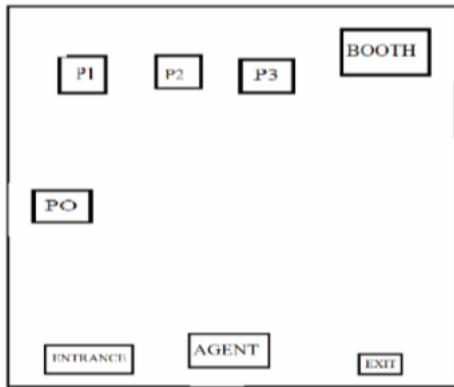 P1
P2
P3
BOOTH
PO
ENTRANCE
AGENT
EXIT